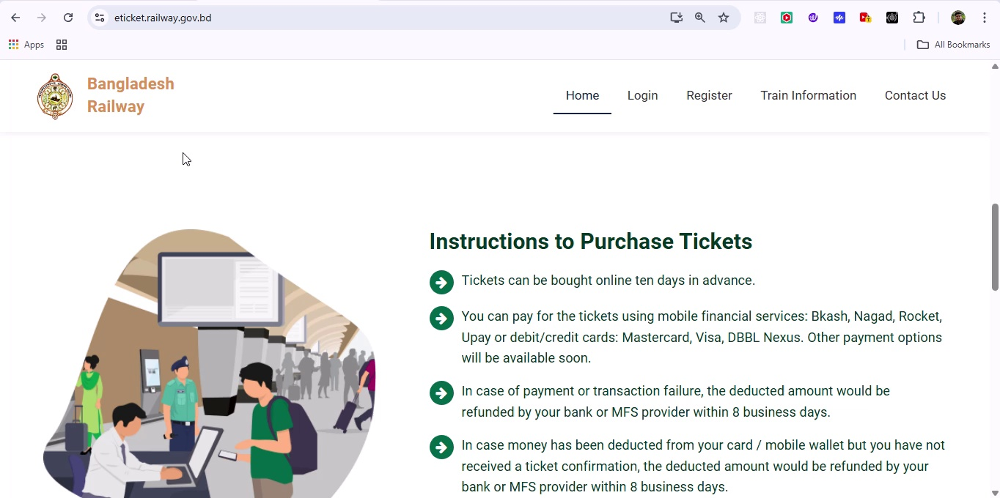 eticket.railway.gov.bd
Apps
All Bookmarks
Bangladesh
Railway
Home
Login
Register
Train Information
Contact Us
Instructions to Purchase Tickets
Tickets can be bought online ten days in advance.
You can pay for the tickets using mobile financial services: Bkash, Nagad, Rocket,
Upay or debit/credit cards: Mastercard, Visa, DBBL Nexus. Other payment options
will be available soon.
In case of payment or transaction failure, the deducted amount would be
refunded by your bank or MFS provider within 8 business days.
In case money has been deducted from your card / mobile wallet but you have not
received a ticket confirmation, the deducted amount would be refunded by your
bank or MFS provider within 8 business days.